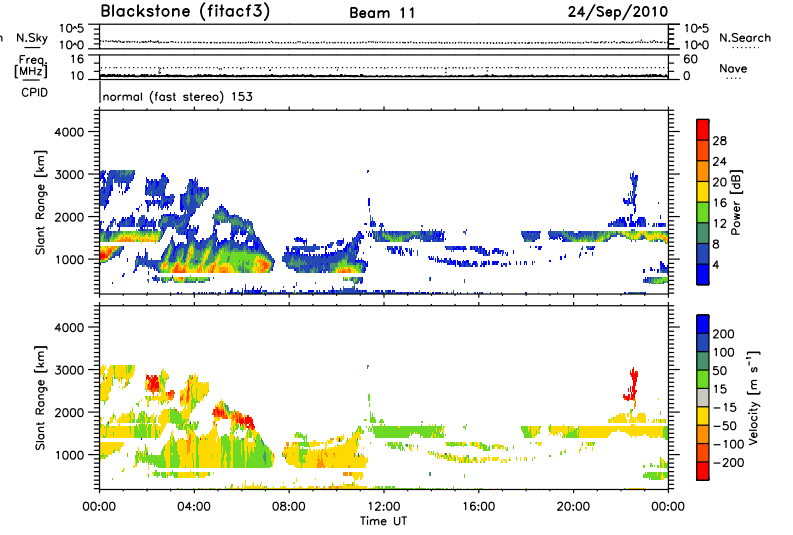 Blackstone (fitacf3) Beam 11 24/Sep/2010
N.Sky 10^5 10^0 10^5 10^0 N.Search
Freq. [MHz] 16 10 60 0 Nave
CPID normal (fast stereo) 153
Slant Range [km] 4000 3000 2000 1000
28 24 20 16 12 8 4 Power [dB]
Slant Range [km] 4000 3000 2000 1000
200 100 50 15 −15 −50 −100 −200 Velocity [m s⁻¹]
00:00 04:00 08:00 12:00 16:00 20:00 00:00
Time UT